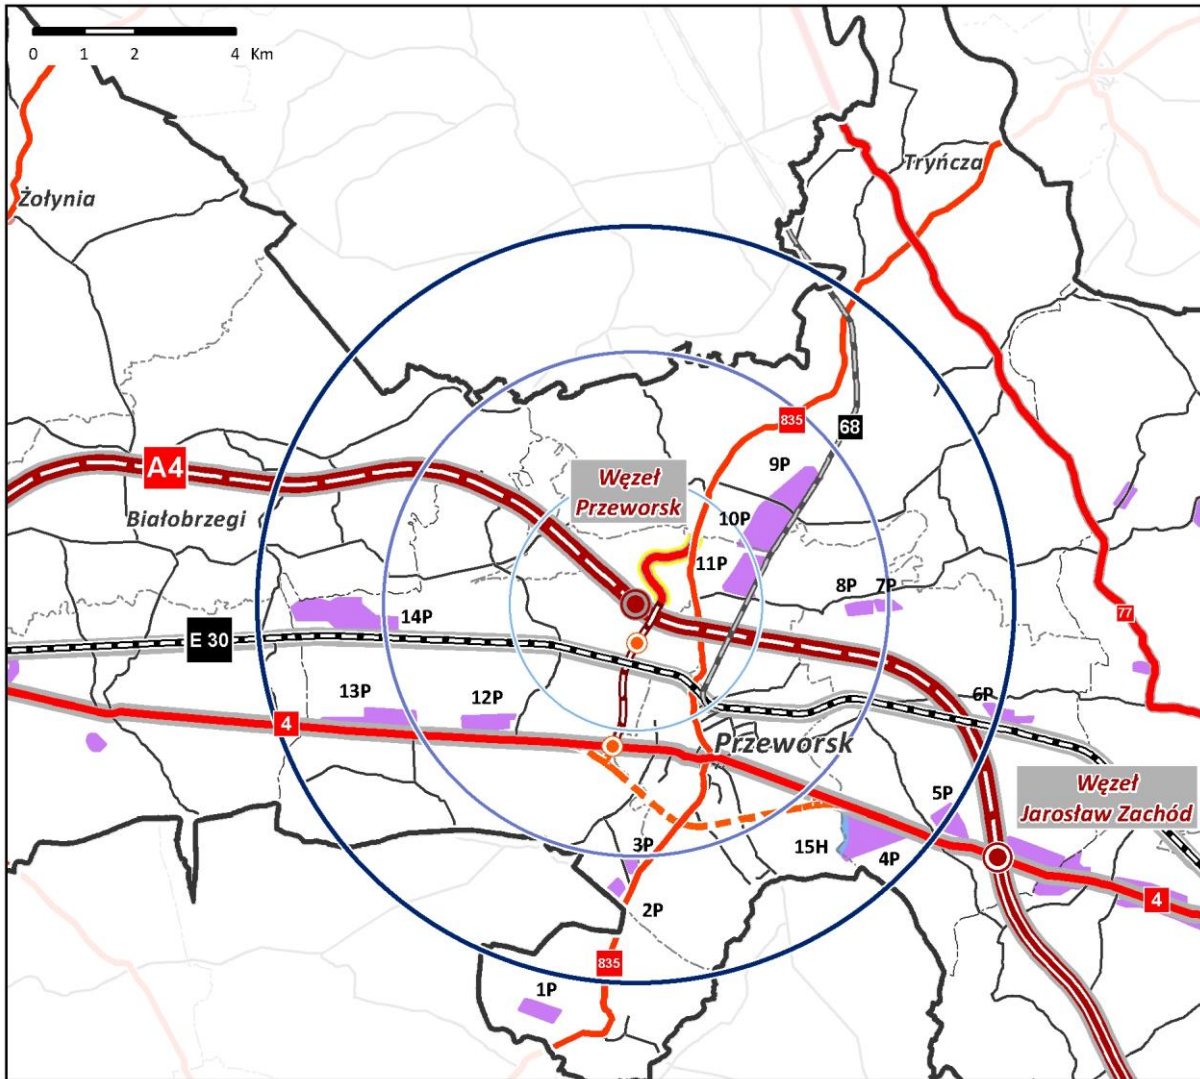 0 1 2 4 Km
Tryńcza
Żołynia
835
68
9P
A4
Węzeł
Przeworsk
10P
Białobrzegi
11P
8P 7P
14P
77
E 30
6P
13P
12P
4
Przeworsk
Węzeł
Jarosław Zachód
5P
3P
15H
4P
4
2P
835
1P